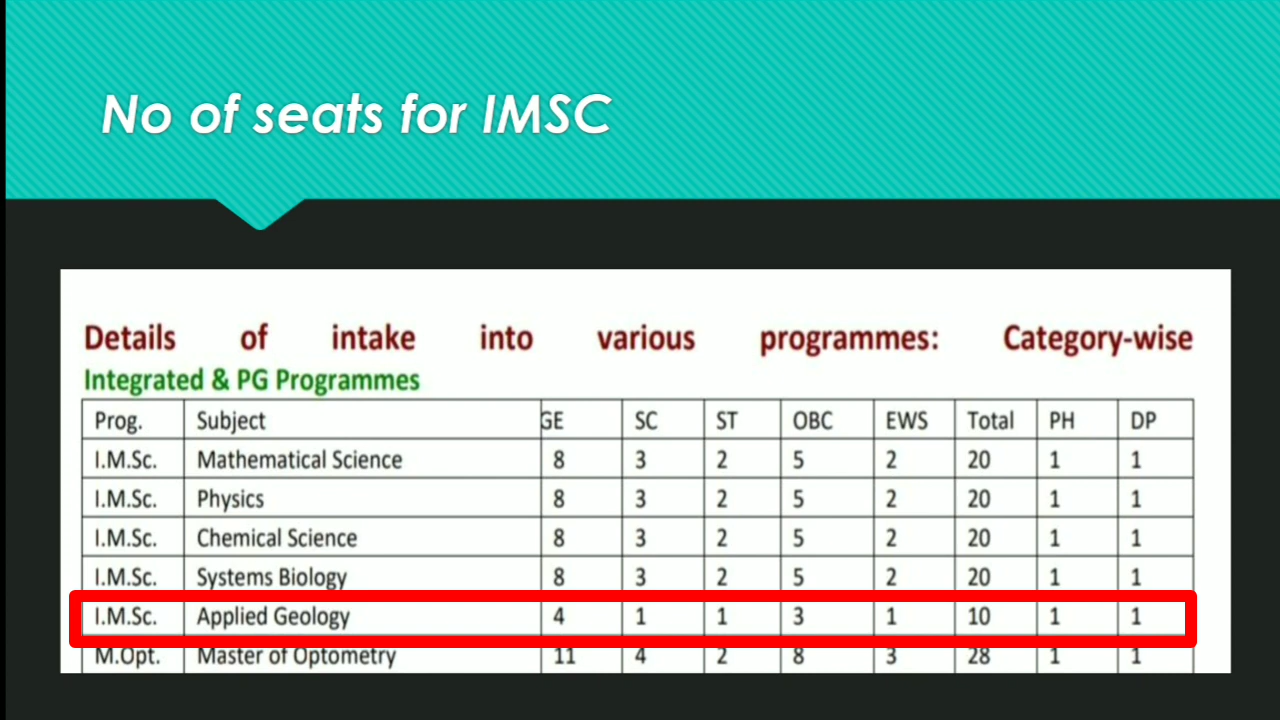 No of seats for IMSC
Details of intake into various programmes: Category-wise
Integrated & PG Programmes
Prog. Subject GE SC ST OBC EWS Total PH DP
I.M.Sc. Mathematical Science 8 3 2 5 2 20 1 1
I.M.Sc. Physics 8 3 2 5 2 20 1 1
I.M.Sc. Chemical Science 8 3 2 5 2 20 1 1
I.M.Sc. Systems Biology 8 3 2 5 2 20 1 1
I.M.Sc. Applied Geology 4 1 1 3 1 10 1 1
M.Opt. Master of Optometry 11 4 2 8 3 28 1 1